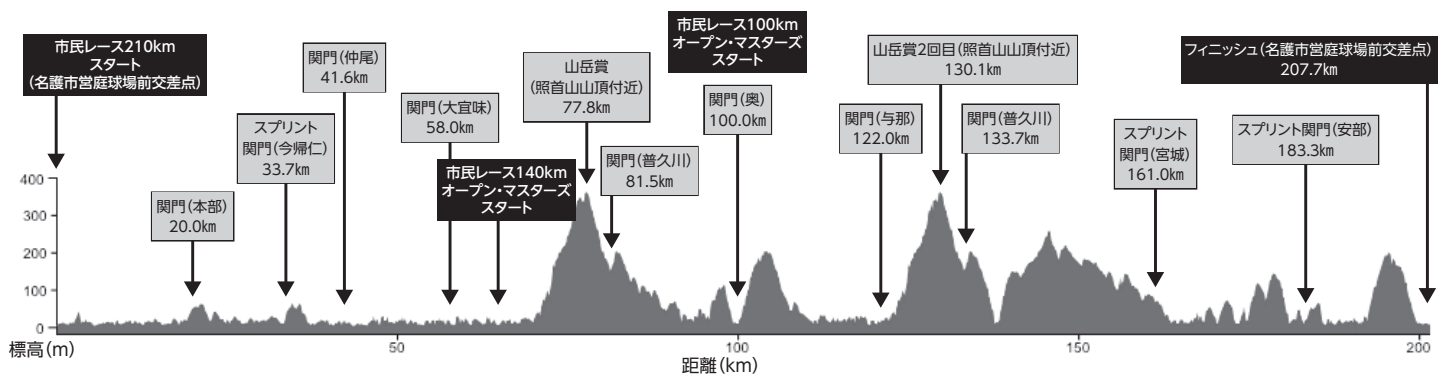 市民レース210km
スタート
(名護市営庭球場前交差点)
関門(本部)
20.0km
スプリント
関門(今帰仁)
33.7km
関門(仲尾)
41.6km
関門(大宜味)
58.0km
市民レース140km
オープン・マスターズ
スタート
山岳賞
(照首山山頂付近)
77.8km
関門(普久川)
81.5km
市民レース100km
オープン・マスターズ
スタート
関門(奥)
100.0km
関門(与那)
122.0km
山岳賞2回目(照首山山頂付近)
130.1km
関門(普久川)
133.7km
スプリント
関門(宮城)
161.0km
スプリント関門(安部)
183.3km
フィニッシュ(名護市営庭球場前交差点)
207.7km
400
300
200
100
0
標高(m)
50
100
150
200
距離(km)